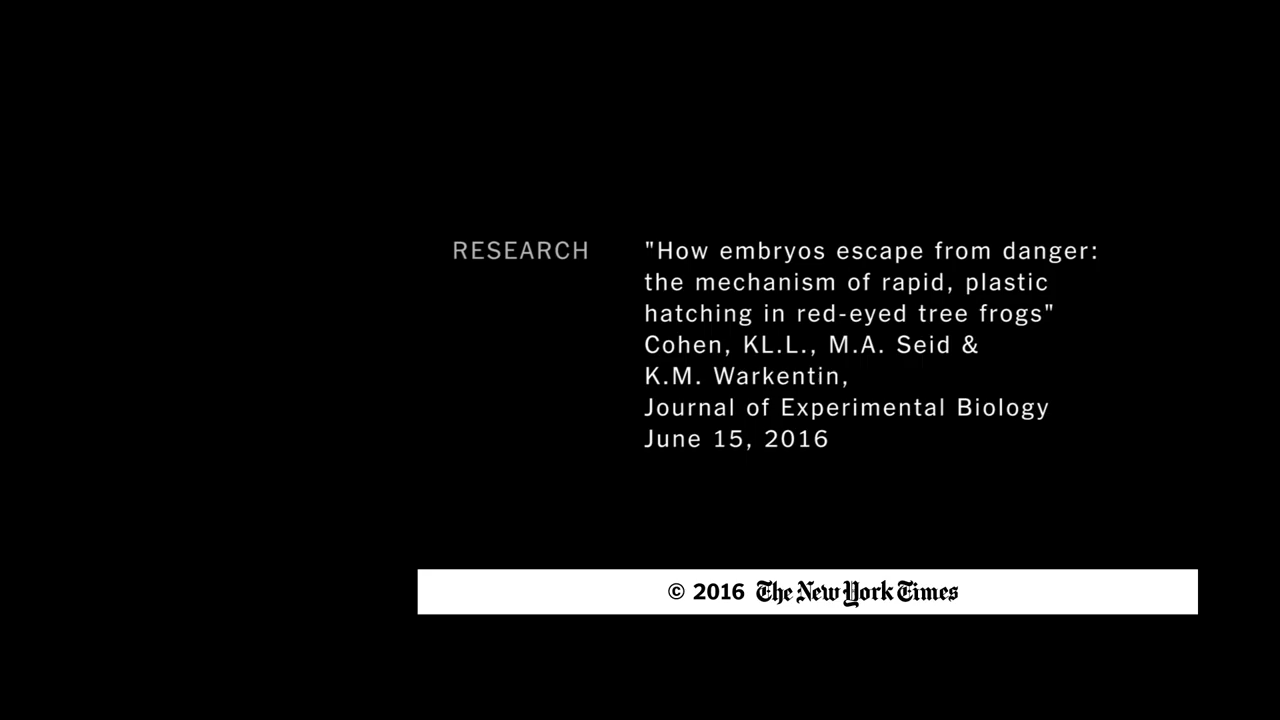 RESEARCH
"How embryos escape from danger:
the mechanism of rapid, plastic
hatching in red-eyed tree frogs"
Cohen, KL.L., M.A. Seid &
K.M. Warkentin,
Journal of Experimental Biology
June 15, 2016
© 2016 The New York Times